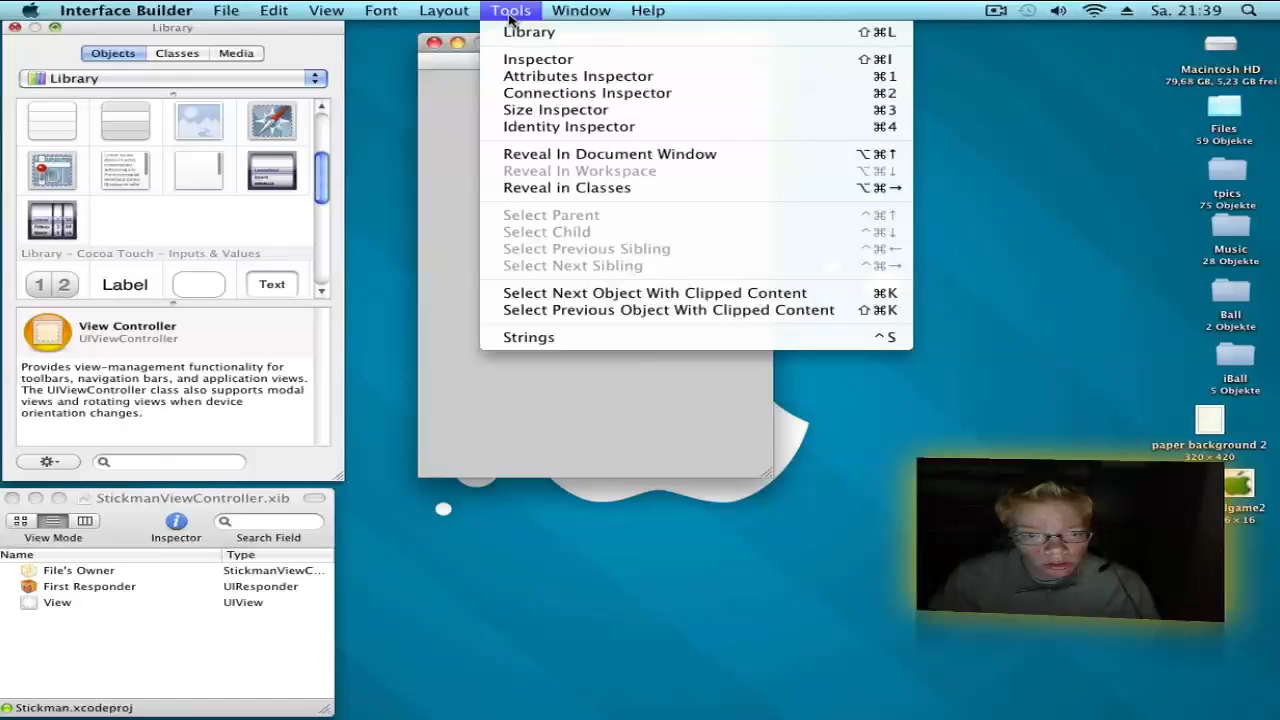 Interface Builder File Edit View Font Layout Tools Window Help Sa. 21:39
Library
Objects Classes Media
Library
Library – Cocoa Touch – Inputs & Values
1 2 Label Text
View Controller
UIViewController
Provides view-management functionality for
toolbars, navigation bars, and application views.
The UIViewController class also supports modal
views and rotating views when device
orientation changes.
StickmanViewController.xib
View Mode Inspector Search Field
Name Type
File's Owner StickmanViewC...
First Responder UIResponder
View UIView
Stickman.xcodeproj
Library ⇧⌘L
Inspector ⇧⌘I
Attributes Inspector ⌘1
Connections Inspector ⌘2
Size Inspector ⌘3
Identity Inspector ⌘4
Reveal In Document Window ⌥⌘↑
Reveal In Workspace ⌥⌘↓
Reveal in Classes ⌥⌘→
Select Parent ^⌘↑
Select Child ^⌘↓
Select Previous Sibling ^⌘←
Select Next Sibling ^⌘→
Select Next Object With Clipped Content ⌘K
Select Previous Object With Clipped Content ⇧⌘K
Strings ^S
Macintosh HD
79,68 GB, 5,23 GB frei
Files
59 Objekte
tpics
75 Objekte
Music
28 Objekte
Ball
2 Objekte
iBall
5 Objekte
paper background 2
320 × 420
lgame2
6 × 16